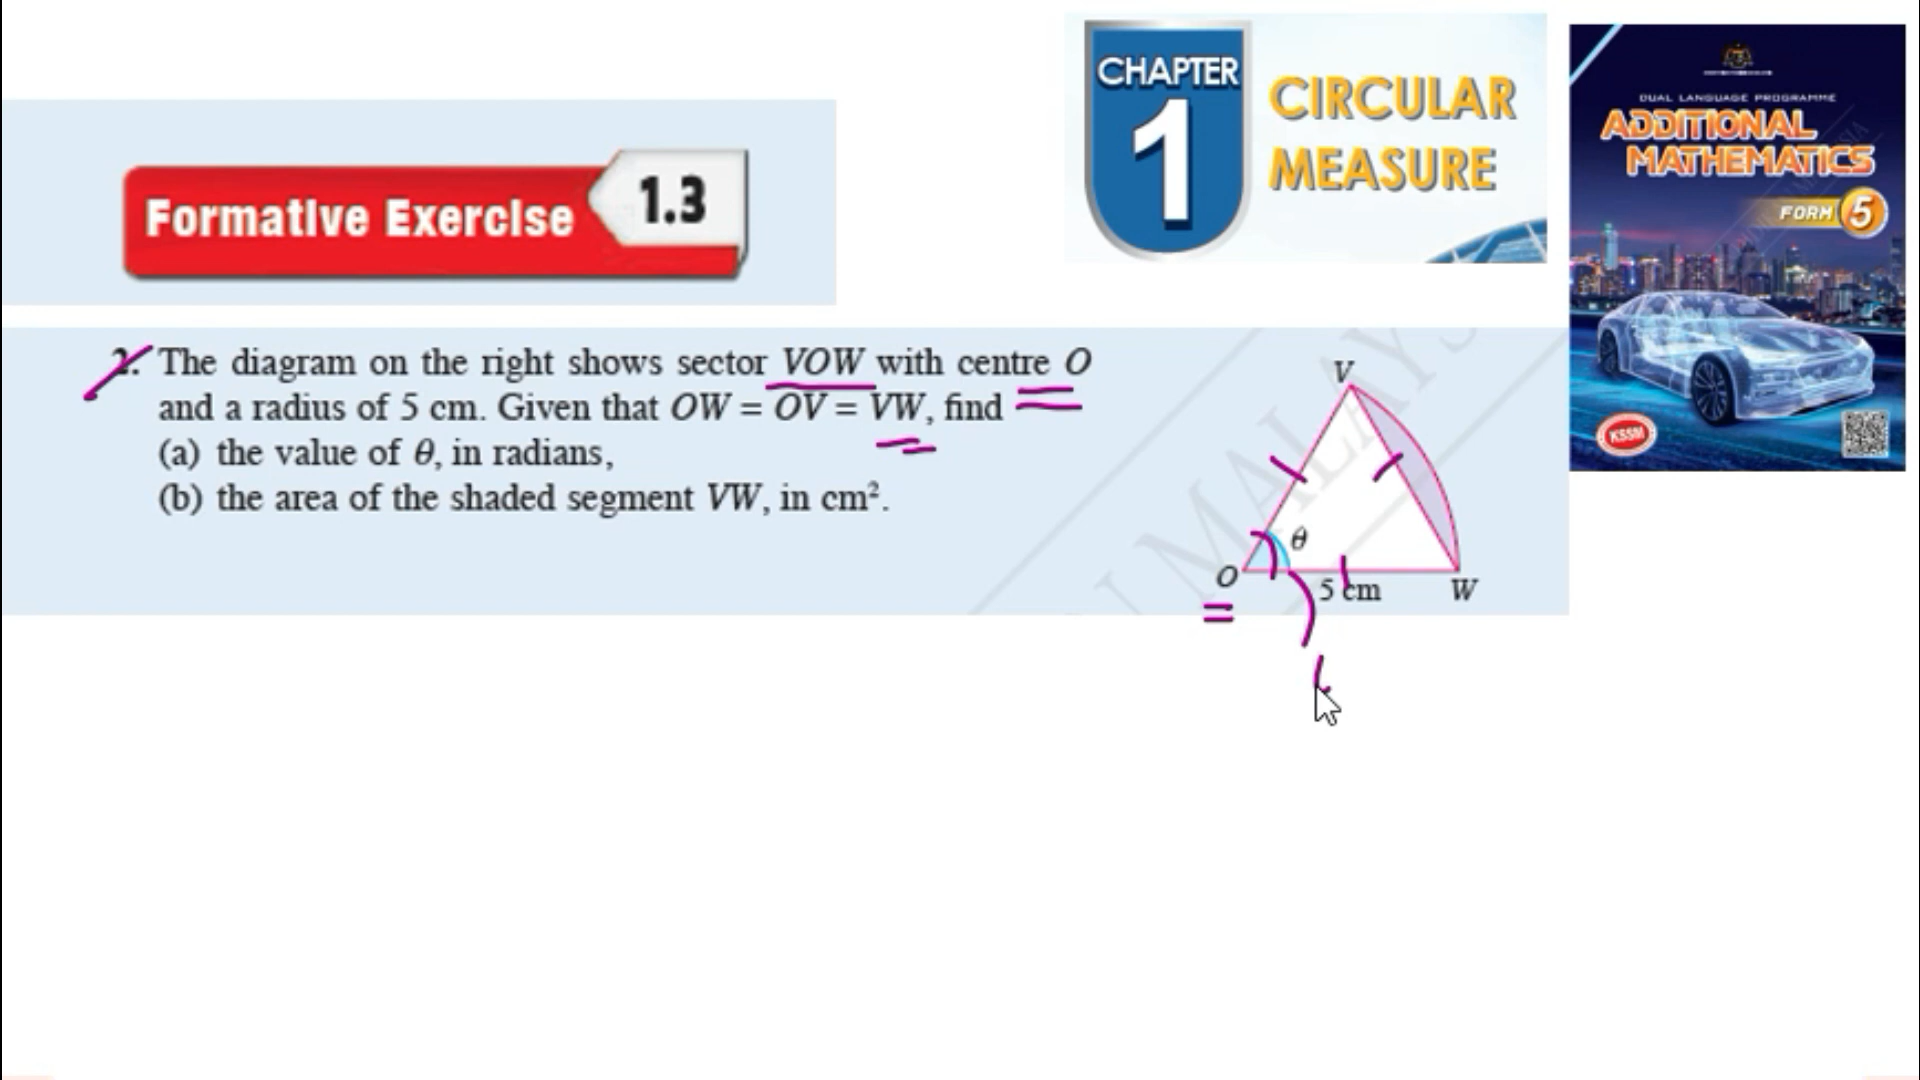 CHAPTER
1
CIRCULAR
MEASURE
DUAL LANGUAGE PROGRAMME
ADDITIONAL
MATHEMATICS
FORM 5
KSSM
Formative Exercise 1.3
2. The diagram on the right shows sector VOW with centre O
and a radius of 5 cm. Given that OW = OV = VW, find
(a) the value of θ, in radians,
(b) the area of the shaded segment VW, in cm².
V
θ
O
5 cm
W
N MALAYS